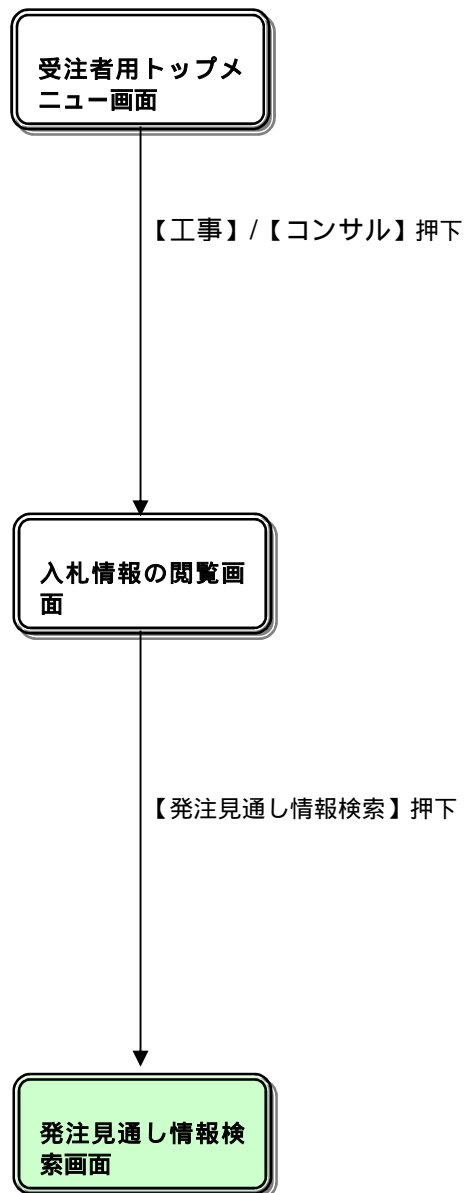 受注者用トップメ
ニュー画面
【工事】/【コンサル】押下
入札情報の閲覧画
面
【発注見通し情報検索】押下
発注見通し情報検
索画面